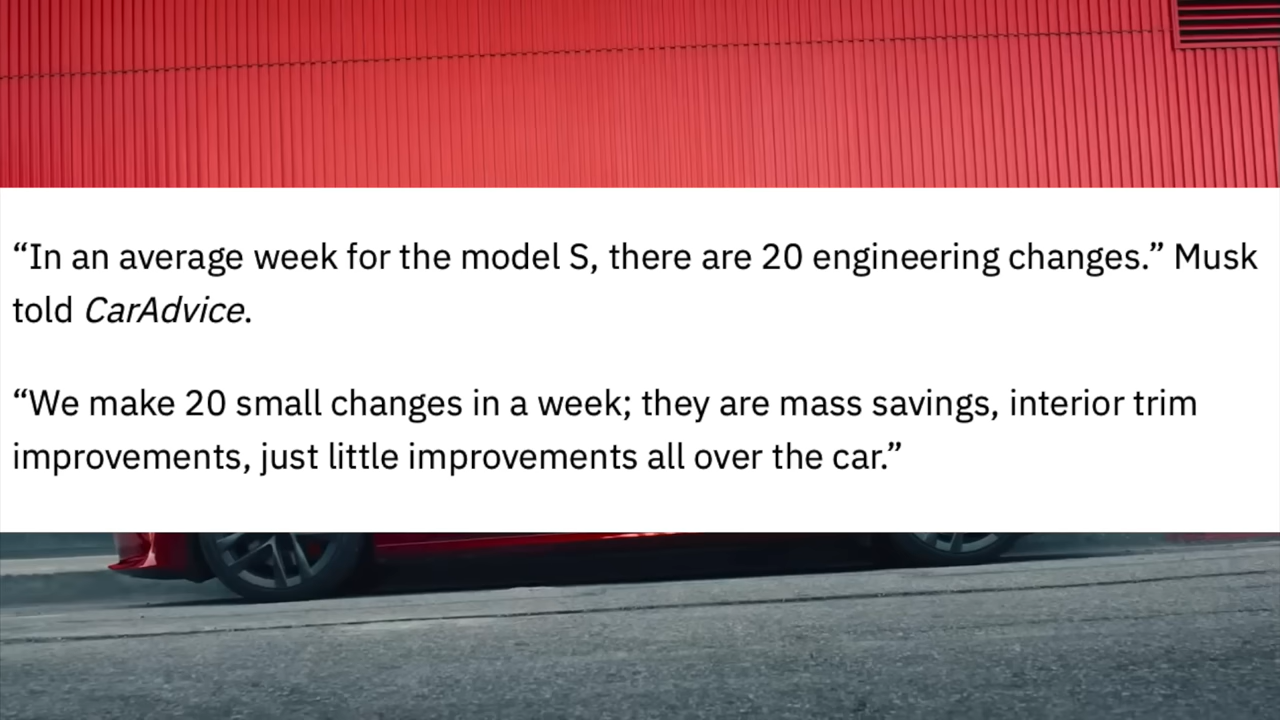 “In an average week for the model S, there are 20 engineering changes.” Musk
told CarAdvice.
“We make 20 small changes in a week; they are mass savings, interior trim
improvements, just little improvements all over the car.”